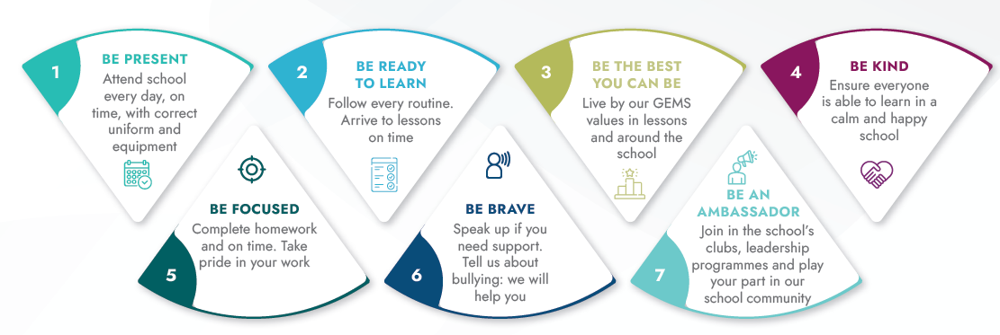 1
BE PRESENT
Attend school
every day, on
time, with correct
uniform and
equipment
2
BE READY
TO LEARN
Follow every routine.
Arrive to lessons
on time
3
BE THE BEST
YOU CAN BE
Live by our GEMS
values in lessons
and around the
school
4
BE KIND
Ensure everyone
is able to learn in a
calm and happy
school
5
BE FOCUSED
Complete homework
and on time. Take
pride in your work
6
BE BRAVE
Speak up if you
need support.
Tell us about
bullying: we will
help you
7
BE AN
AMBASSADOR
Join in the school's
clubs, leadership
programmes and play
your part in our
school community